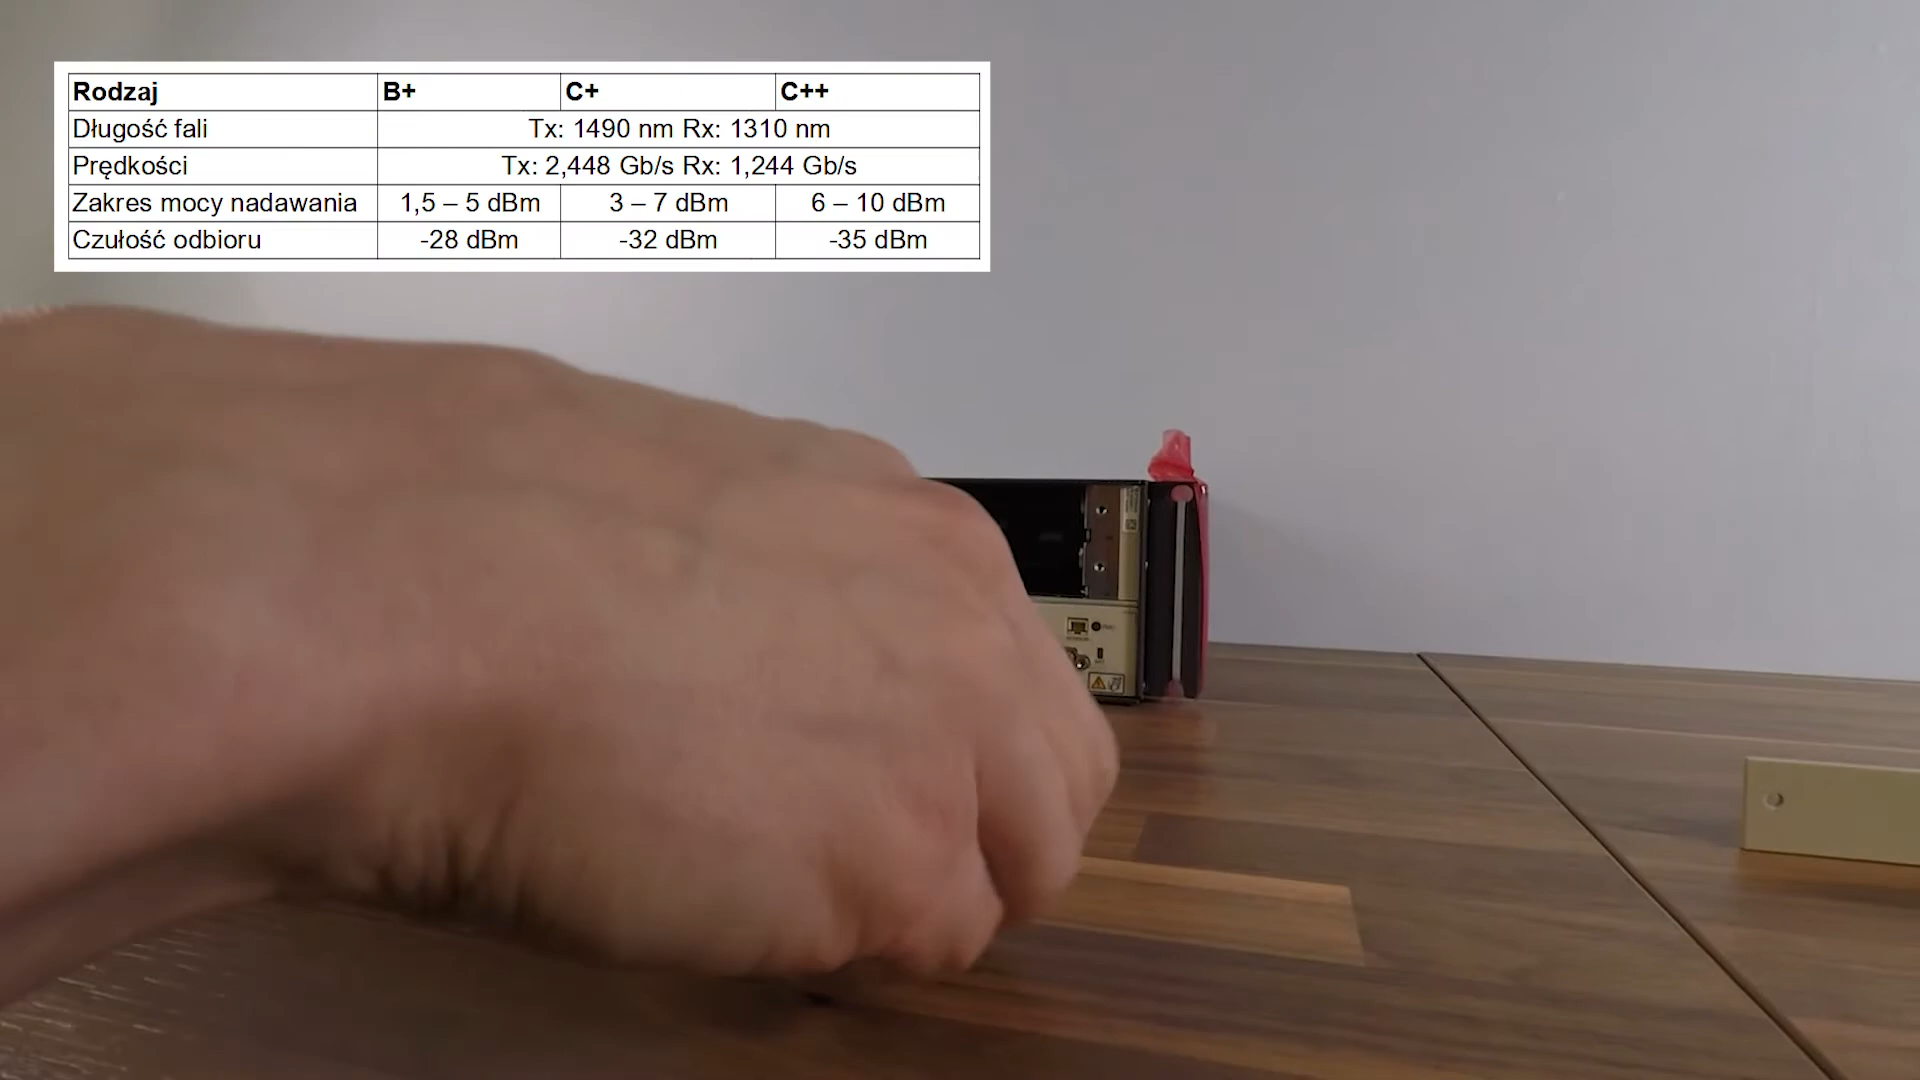 Rodzaj B+ C+ C++
Długość fali Tx: 1490 nm Rx: 1310 nm
Prędkości Tx: 2,448 Gb/s Rx: 1,244 Gb/s
Zakres mocy nadawania 1,5 – 5 dBm 3 – 7 dBm 6 – 10 dBm
Czułość odbioru -28 dBm -32 dBm -35 dBm